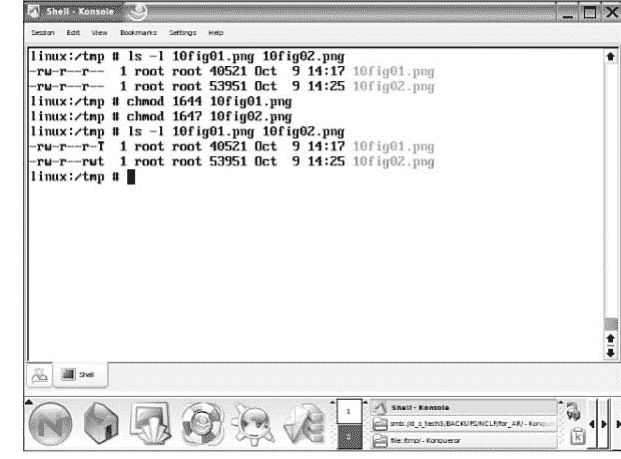 Shell - Konsole
Session Edit View Bookmarks Settings Help
linux:/tmp # ls -l 10fig01.png 10fig02.png
-rw-r--r-- 1 root root 40521 Oct 9 14:17 10fig01.png
-rw-r--r-- 1 root root 53951 Oct 9 14:25 10fig02.png
linux:/tmp # chmod 1644 10fig01.png
linux:/tmp # chmod 1647 10fig02.png
linux:/tmp # ls -l 10fig01.png 10fig02.png
-rw-r--r-T 1 root root 40521 Oct 9 14:17 10fig01.png
-rw-r--rwt 1 root root 53951 Oct 9 14:25 10fig02.png
linux:/tmp #
Shell
1
2
Shell - Konsole
file:/tmp/ - Konqueror